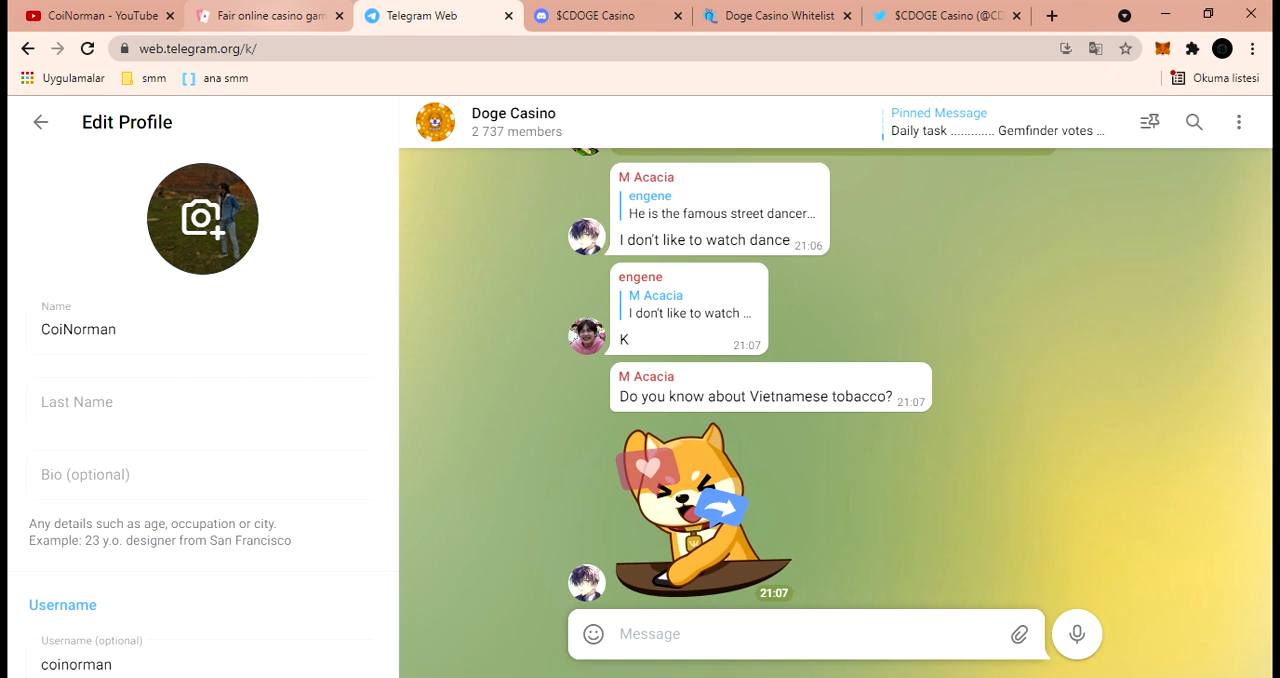 CoiNorman - YouTube
Fair online casino gam
Telegram Web
$CDOGE Casino
Doge Casino Whitelist
$CDOGE Casino (@CD
web.telegram.org/k/
Uygulamalar
smm
ana smm
Okuma listesi
Edit Profile
Name
CoiNorman
Last Name
Bio (optional)
Any details such as age, occupation or city.
Example: 23 y.o. designer from San Francisco
Username
Username (optional)
coinorman
Doge Casino
2 737 members
Pinned Message
Daily task ............. Gemfinder votes ...
M Acacia
engene
He is the famous street dancer...
I don't like to watch dance 21:06
engene
M Acacia
I don't like to watch ...
K 21:07
M Acacia
Do you know about Vietnamese tobacco? 21:07
21:07
Message